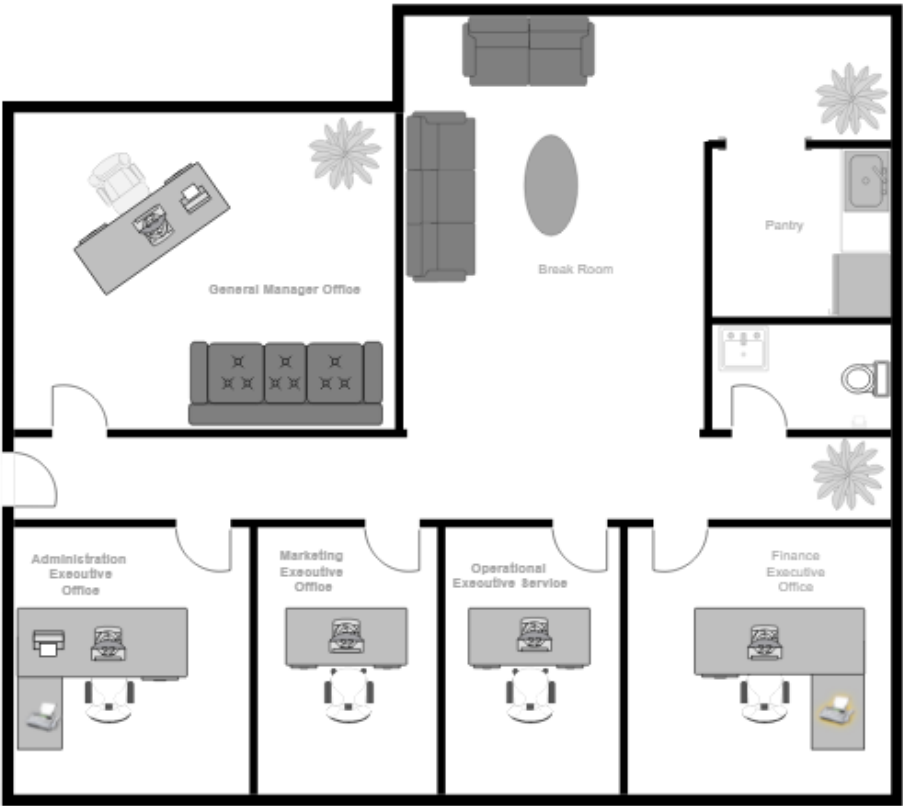 Pantry
Break Room
General Manager Office
Administration
Executive
Office
Marketing
Executive
Office
Operational
Executive Service
Finance
Executive
Office